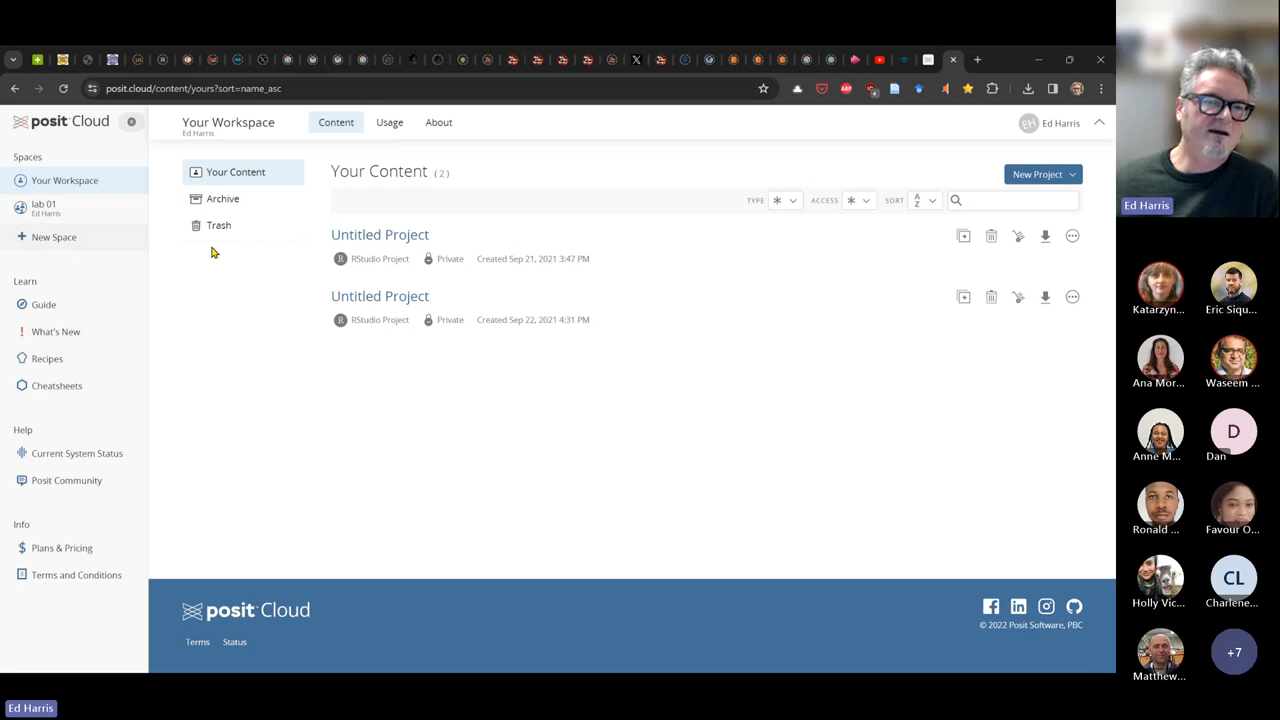 posit.cloud/content/yours?sort=name_asc
posit Cloud
Spaces
Your Workspace
lab 01
Ed Harris
New Space
Learn
Guide
What's New
Recipes
Cheatsheets
Help
Current System Status
Posit Community
Info
Plans & Pricing
Terms and Conditions
Your Workspace
Ed Harris
Content
Usage
About
EH Ed Harris
Your Content
Archive
Trash
Your Content ( 2 )
New Project
TYPE * ACCESS * SORT A Z
Untitled Project
R RStudio Project Private Created Sep 21, 2021 3:47 PM
Untitled Project
R RStudio Project Private Created Sep 22, 2021 4:31 PM
posit Cloud
Terms Status
© 2022 Posit Software, PBC
Ed Harris
Katarzyn... Eric Siqu...
Ana Mor... Waseem ...
D
Anne M... Dan
Ronald ... Favour O...
CL
Holly Vic... Charlene...
+7
Matthew...
Ed Harris